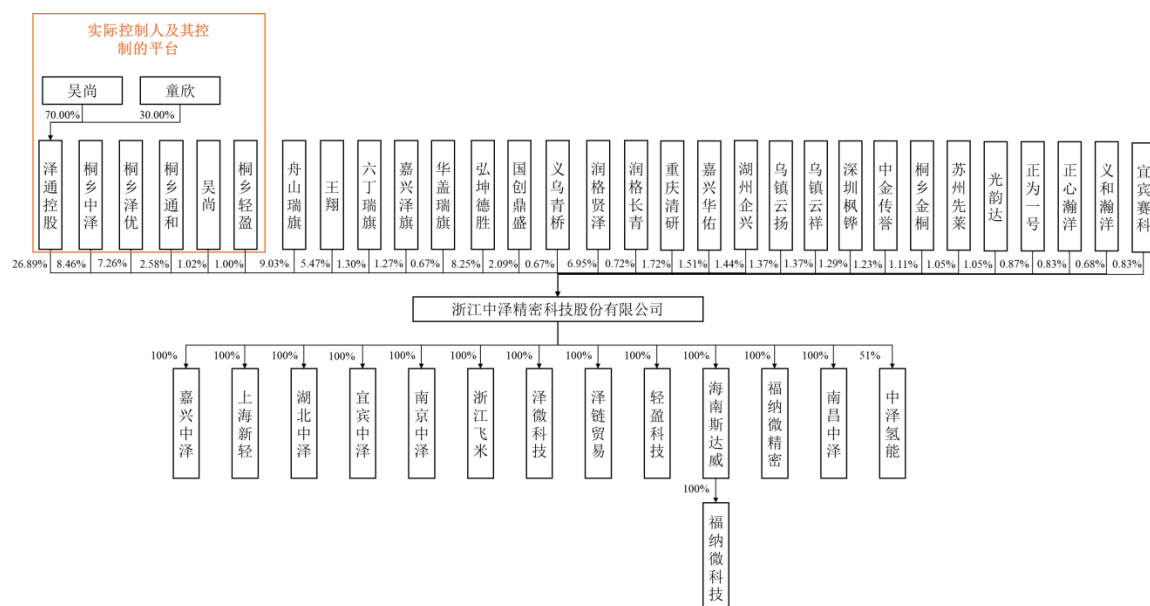 实际控制人及其控
制的平台
吴尚
童欣
70.00%
30.00%
泽通控股
桐乡中泽
桐乡泽优
桐乡通和
吴尚
桐乡轻盈
舟山瑞旗
王翔
六丁瑞旗
嘉兴泽旗
华盖瑞旗
弘坤德胜
国创鼎盛
义乌青桥
润格贤泽
润格长青
重庆清研
嘉兴华佑
湖州企兴
乌镇云扬
乌镇云祥
深圳枫铧
中金传誉
桐乡金桐
苏州先莱
光韵达
正为一号
正心瀚洋
义和瀚洋
宜宾赛科
26.89%
8.46%
7.26%
2.58%
1.02%
1.00%
9.03%
5.47%
1.30%
1.27%
0.67%
8.25%
2.09%
0.67%
6.95%
0.72%
1.72%
1.51%
1.44%
1.37%
1.37%
1.29%
1.23%
1.11%
1.05%
1.05%
0.87%
0.83%
0.68%
0.83%
浙江中泽精密科技股份有限公司
100%
100%
100%
100%
100%
100%
100%
100%
100%
100%
100%
100%
51%
嘉兴中泽
上海新轻
湖北中泽
宜宾中泽
南京中泽
浙江飞米
泽微科技
泽链贸易
轻盈科技
海南斯达威
福纳微精密
南昌中泽
中泽氢能
100%
福纳微科技